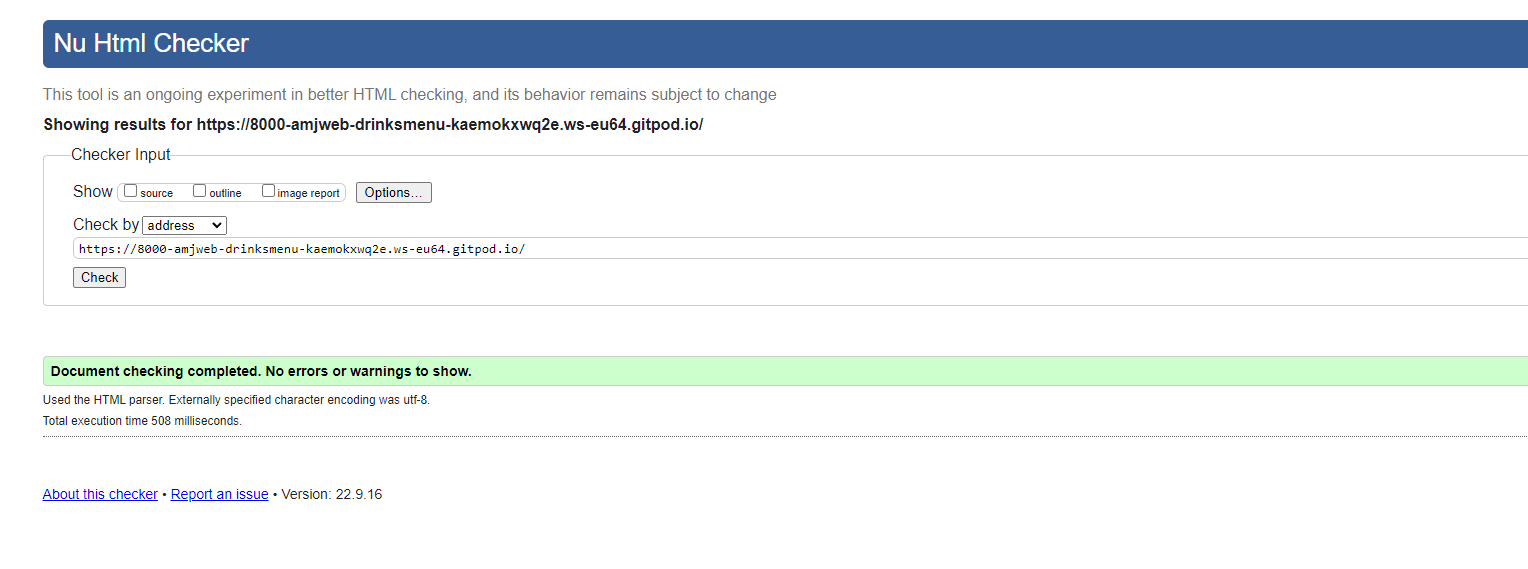 Nu Html Checker
This tool is an ongoing experiment in better HTML checking, and its behavior remains subject to change
Showing results for https://8000-amjweb-drinksmenu-kaemokxwq2e.ws-eu64.gitpod.io/
Checker Input
Show source outline image report Options...
Check by address
https://8000-amjweb-drinksmenu-kaemokxwq2e.ws-eu64.gitpod.io/
Check
Document checking completed. No errors or warnings to show.
Used the HTML parser. Externally specified character encoding was utf-8.
Total execution time 508 milliseconds.
About this checker • Report an issue • Version: 22.9.16